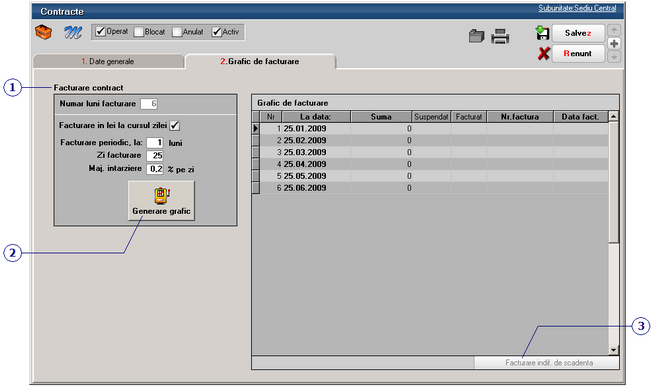 Contracte
Subunitate:Sediu Central
Operat Blocat Anulat Activ
Salvez
Renunt
1. Date generale
2.Grafic de facturare
1
Facturare contract
Numar luni facturare 6
Facturare in lei la cursul zilei
Facturare periodic, la: 1 luni
Zi facturare 25
Maj. intarziere 0,2 % pe zi
Generare grafic
2
Grafic de facturare
Nr La data: Suma Suspendat Facturat Nr.factura Data fact.
1 25.01.2009 0
2 25.02.2009 0
3 25.03.2009 0
4 25.04.2009 0
5 25.05.2009 0
6 25.06.2009 0
3
Facturare indif. de scadenta